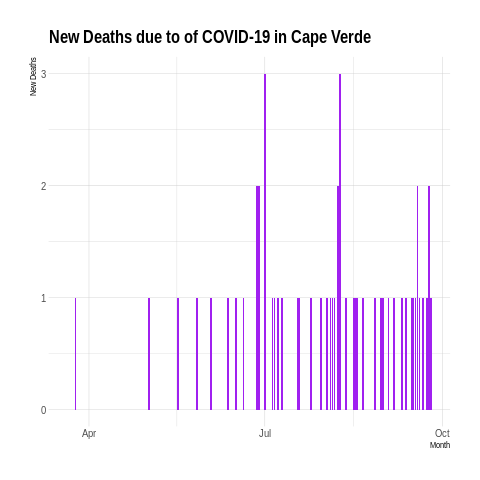 New Deaths due to of COVID-19 in Cape Verde
New Deaths
3
2
1
0
Apr Jul Oct
Month